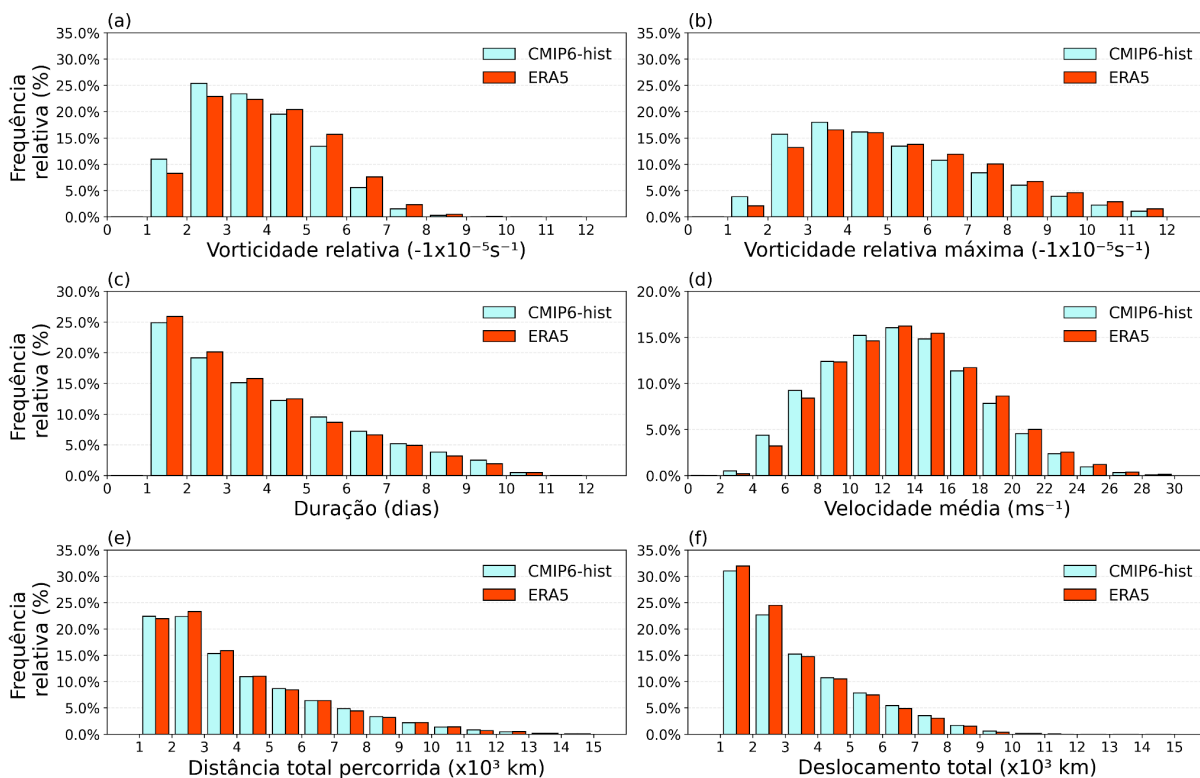 (a)
35.0%
30.0%
25.0%
20.0%
15.0%
10.0%
5.0%
0.0%
Frequência
relativa (%)
CMIP6-hist
ERA5
0 1 2 3 4 5 6 7 8 9 10 11 12
Vorticidade relativa (-1x10⁻⁵s⁻¹)
(b)
35.0%
30.0%
25.0%
20.0%
15.0%
10.0%
5.0%
0.0%
CMIP6-hist
ERA5
0 1 2 3 4 5 6 7 8 9 10 11 12
Vorticidade relativa máxima (-1x10⁻⁵s⁻¹)
(c)
30.0%
25.0%
20.0%
15.0%
10.0%
5.0%
0.0%
Frequência
relativa (%)
CMIP6-hist
ERA5
0 1 2 3 4 5 6 7 8 9 10 11 12
Duração (dias)
(d)
20.0%
15.0%
10.0%
5.0%
0.0%
CMIP6-hist
ERA5
0 2 4 6 8 10 12 14 16 18 20 22 24 26 28 30
Velocidade média (ms⁻¹)
(e)
35.0%
30.0%
25.0%
20.0%
15.0%
10.0%
5.0%
0.0%
Frequência
relativa (%)
CMIP6-hist
ERA5
1 2 3 4 5 6 7 8 9 10 11 12 13 14 15
Distância total percorrida (x10³ km)
(f)
35.0%
30.0%
25.0%
20.0%
15.0%
10.0%
5.0%
0.0%
CMIP6-hist
ERA5
1 2 3 4 5 6 7 8 9 10 11 12 13 14 15
Deslocamento total (x10³ km)